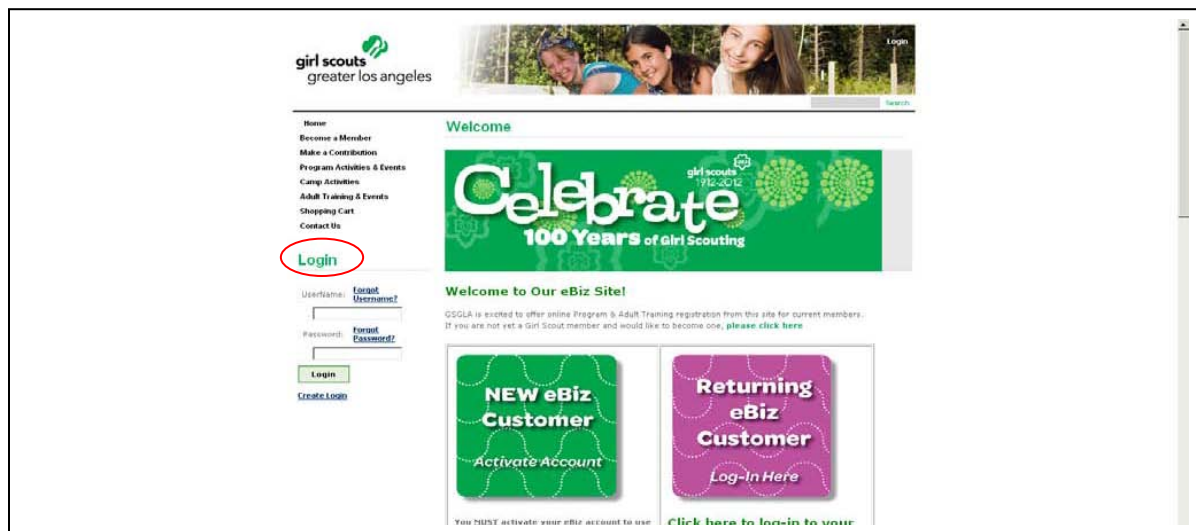 girl scouts
greater los angeles
Login
Search
Home
Become a Member
Make a Contribution
Program Activities & Events
Camp Activities
Adult Training & Events
Shopping Cart
Contact Us
Login
UserName: Forgot Username?
Password: Forgot Password?
Login
Create Login
Welcome
Celebrate
girl scouts
1912-2012
100 Years of Girl Scouting
Welcome to Our eBiz Site!
GSGLA is excited to offer online Program & Adult Training registration from this site for current members.
If you are not yet a Girl Scout member and would like to become one, please click here
NEW eBiz
Customer
Activate Account
Returning
eBiz
Customer
Log-In Here
You MUST activate your eBiz account to use
Click here to log-in to your